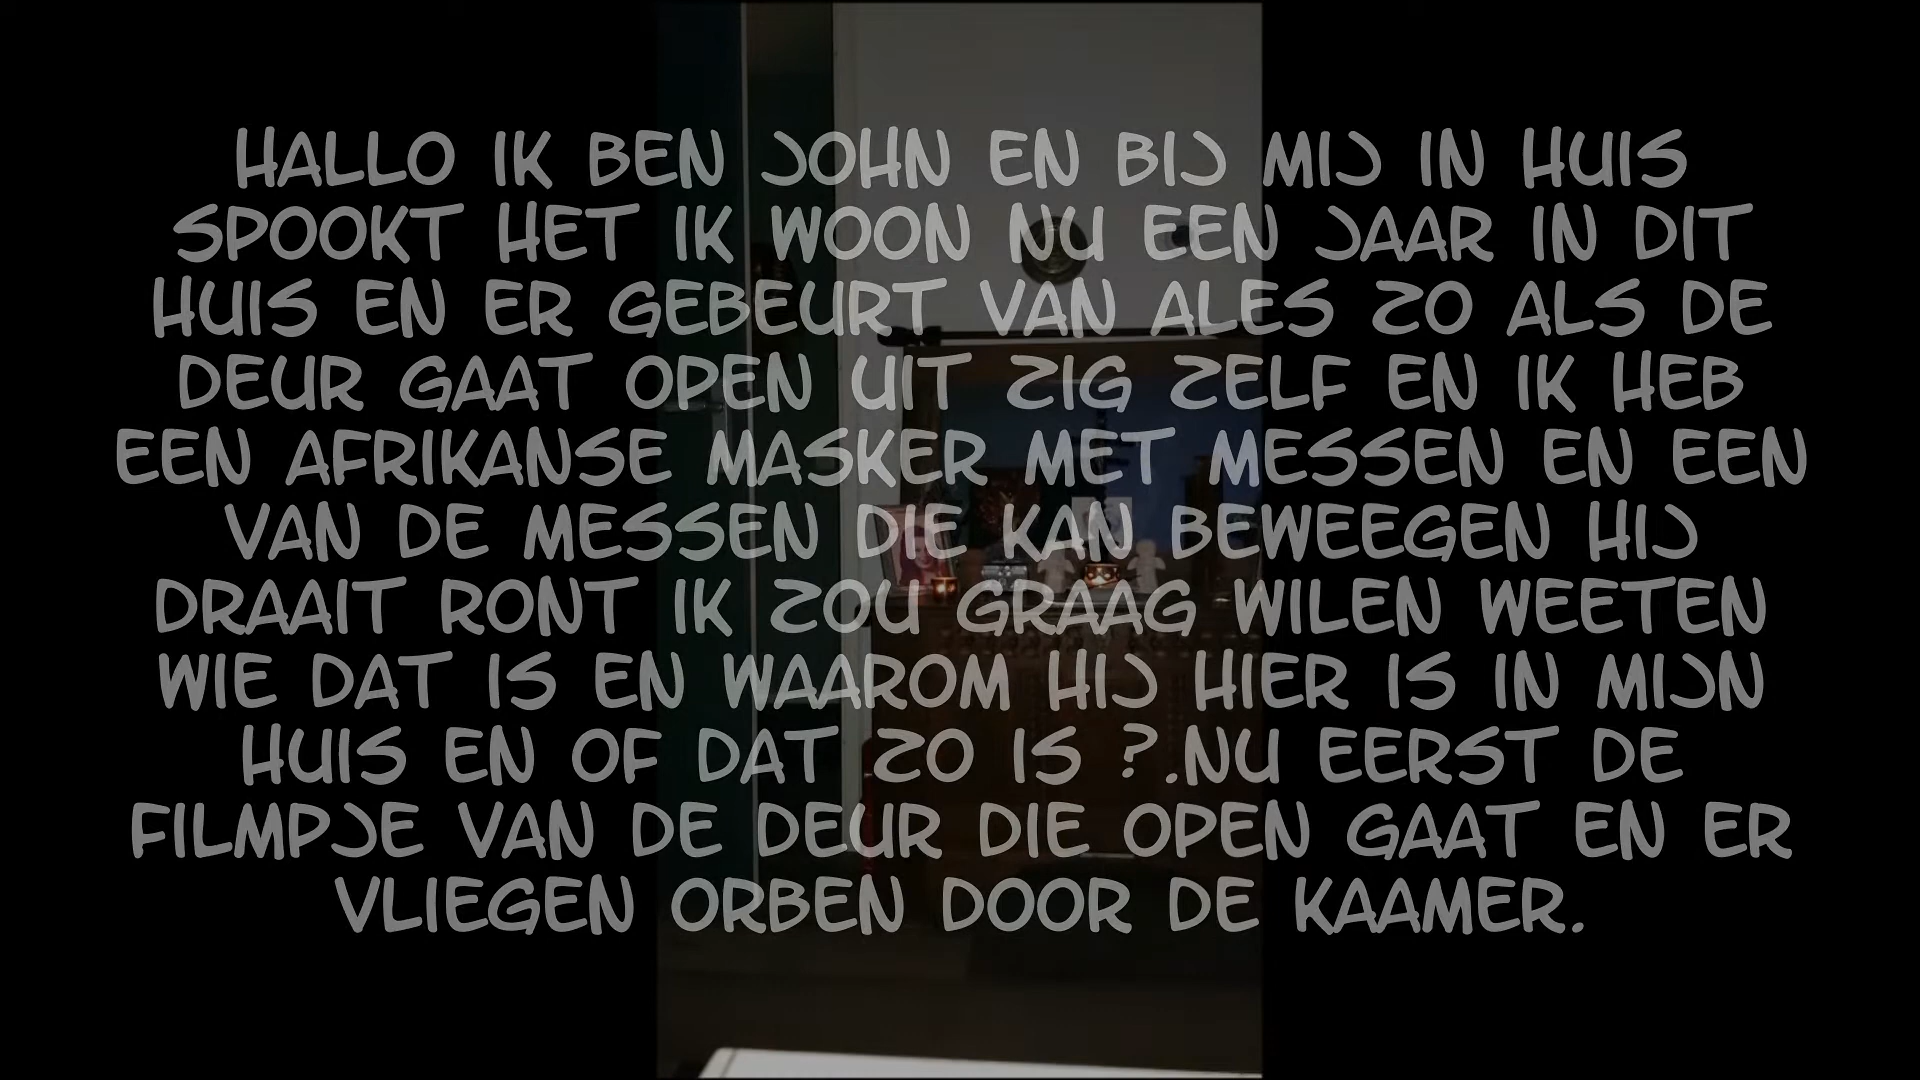 HALLO IK BEN JOHN EN BIJ MIJ IN HUIS
SPOOKT HET IK WOON NU EEN JAAR IN DIT
HUIS EN ER GEBEURT VAN ALES ZO ALS DE
DEUR GAAT OPEN UIT ZIG ZELF EN IK HEB
EEN AFRIKANSE MASKER MET MESSEN EN EEN
VAN DE MESSEN DIE KAN BEWEEGEN HIJ
DRAAIT RONT IK ZOU GRAAG WILEN WEETEN
WIE DAT IS EN WAAROM HIJ HIER IS IN MIJN
HUIS EN OF DAT ZO IS ?.NU EERST DE
FILMPJE VAN DE DEUR DIE OPEN GAAT EN ER
VLIEGEN ORBEN DOOR DE KAAMER.